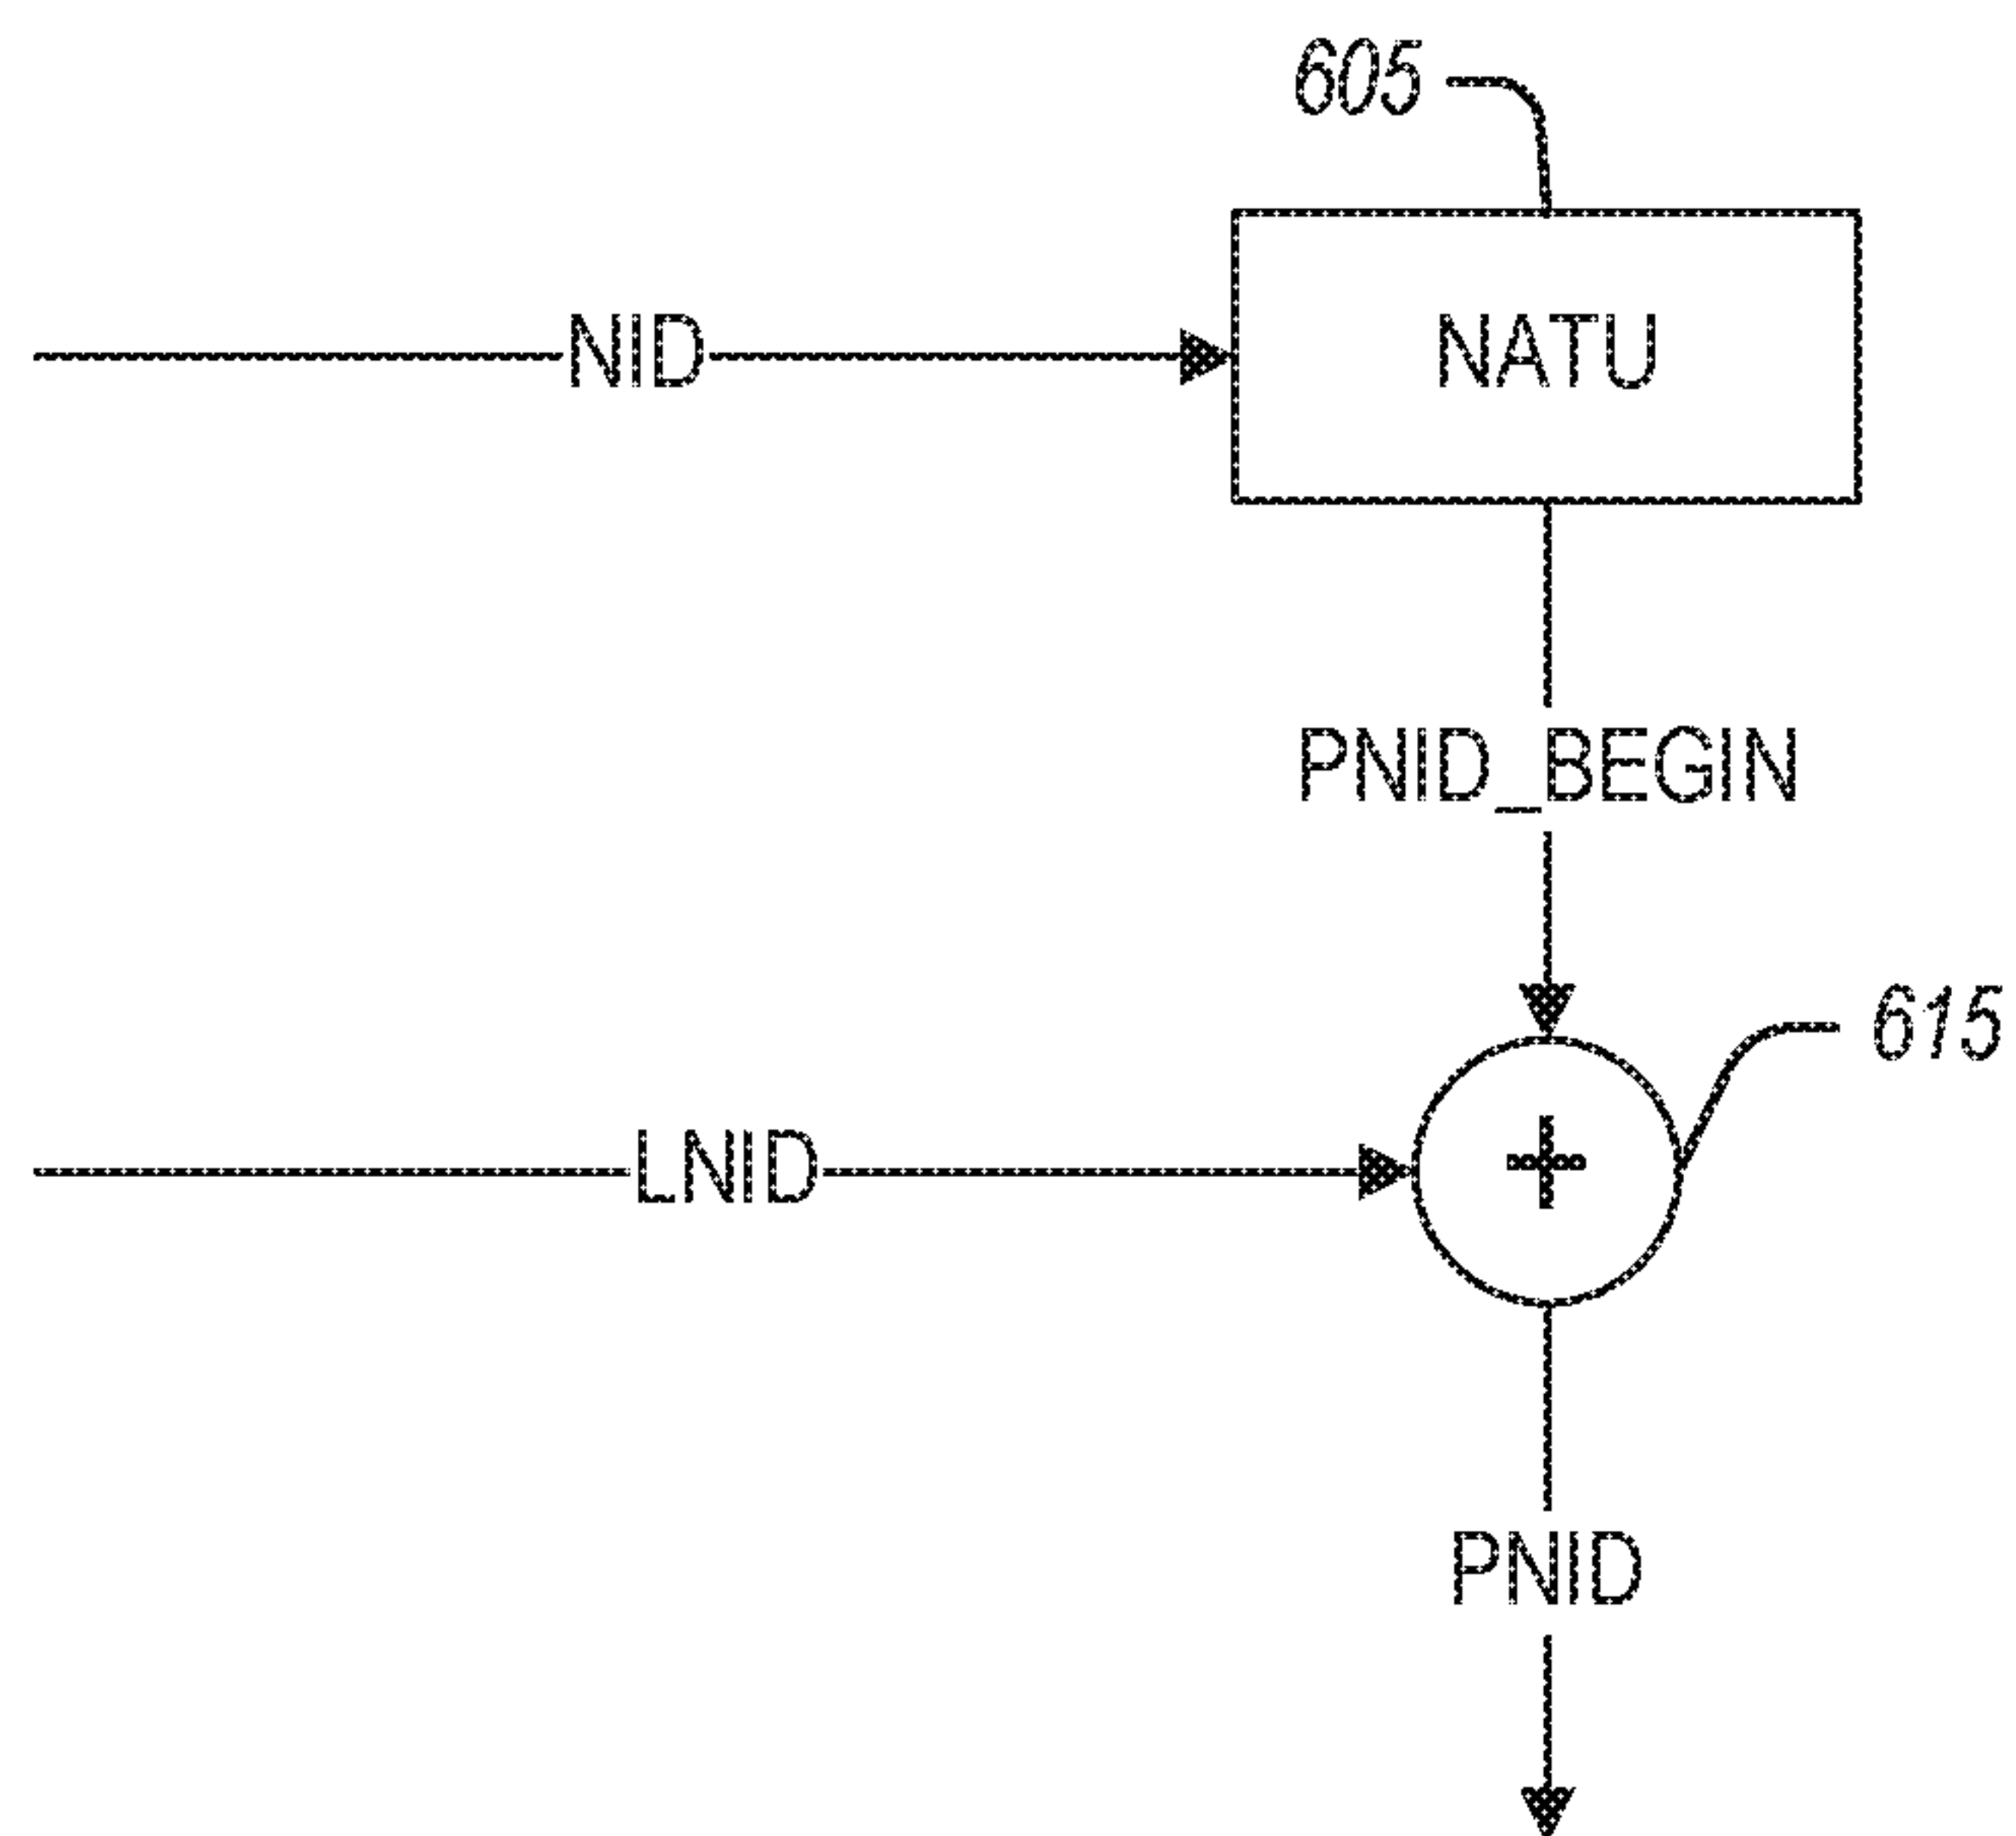 605
NID
NATU
PNID_BEGIN
615
LNID
+
PNID